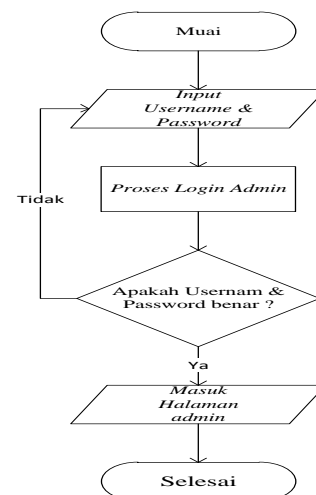 Muai
Input
Username &
Password
Proses Login Admin
Tidak
Apakah Usernam &
Password benar ?
Ya
Masuk
Halaman
admin
Selesai